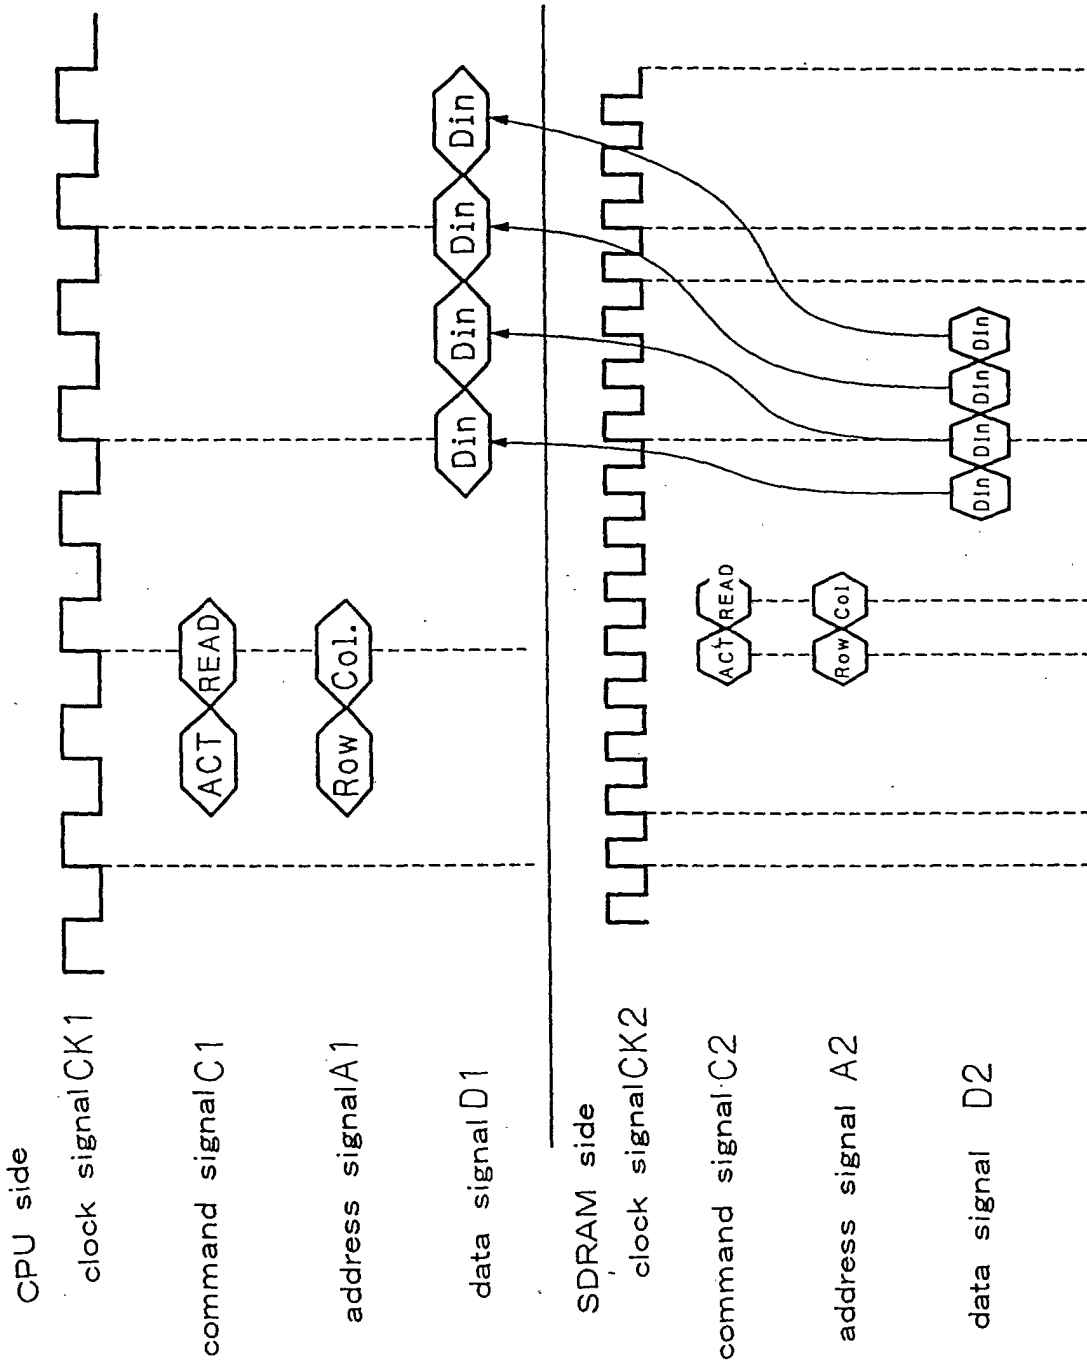 CPU side
clock signal CK1
command signal C1
ACT READ
address signal A1
Row Col.
data signal D1
Din Din Din Din
SDRAM side
clock signal CK2
command signal C2
ACT READ
address signal A2
Row Col
data signal D2
Din Din Din Din